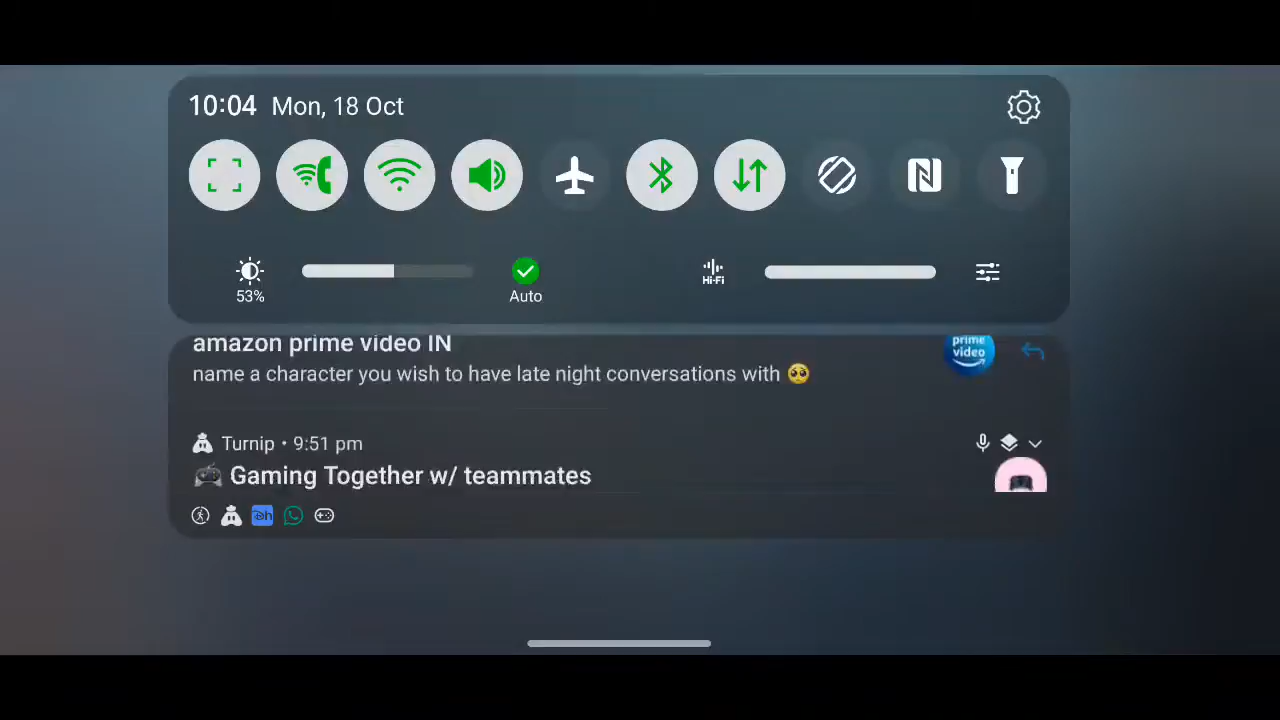 10:04 Mon, 18 Oct
53%
Auto
Hi-Fi
amazon prime video IN
prime
video
name a character you wish to have late night conversations with 🥺
Turnip • 9:51 pm
🎮 Gaming Together w/ teammates